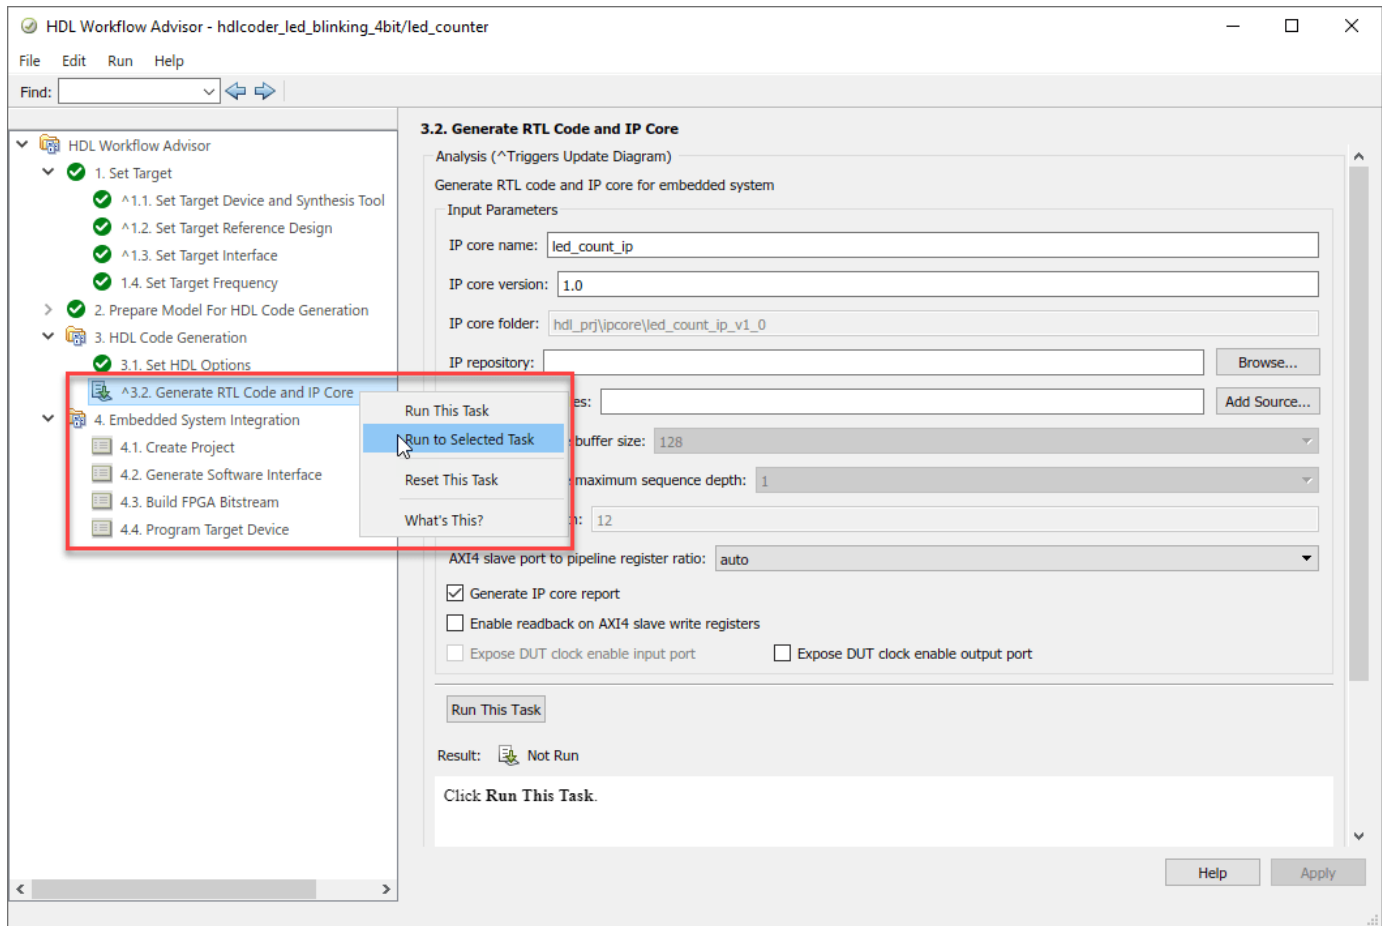 HDL Workflow Advisor - hdlcoder_led_blinking_4bit/led_counter
File Edit Run Help
Find:
HDL Workflow Advisor
1. Set Target
^1.1. Set Target Device and Synthesis Tool
^1.2. Set Target Reference Design
^1.3. Set Target Interface
1.4. Set Target Frequency
2. Prepare Model For HDL Code Generation
3. HDL Code Generation
3.1. Set HDL Options
^3.2. Generate RTL Code and IP Core
4. Embedded System Integration
4.1. Create Project
4.2. Generate Software Interface
4.3. Build FPGA Bitstream
4.4. Program Target Device
Run This Task
Run to Selected Task
Reset This Task
What's This?
3.2. Generate RTL Code and IP Core
Analysis (^Triggers Update Diagram)
Generate RTL code and IP core for embedded system
Input Parameters
IP core name: led_count_ip
IP core version: 1.0
IP core folder: hdl_prj\ipcore\led_count_ip_v1_0
IP repository: Browse...
es: Add Source...
buffer size: 128
maximum sequence depth: 1
: 12
AXI4 slave port to pipeline register ratio: auto
Generate IP core report
Enable readback on AXI4 slave write registers
Expose DUT clock enable input port Expose DUT clock enable output port
Run This Task
Result: Not Run
Click Run This Task.
Help Apply